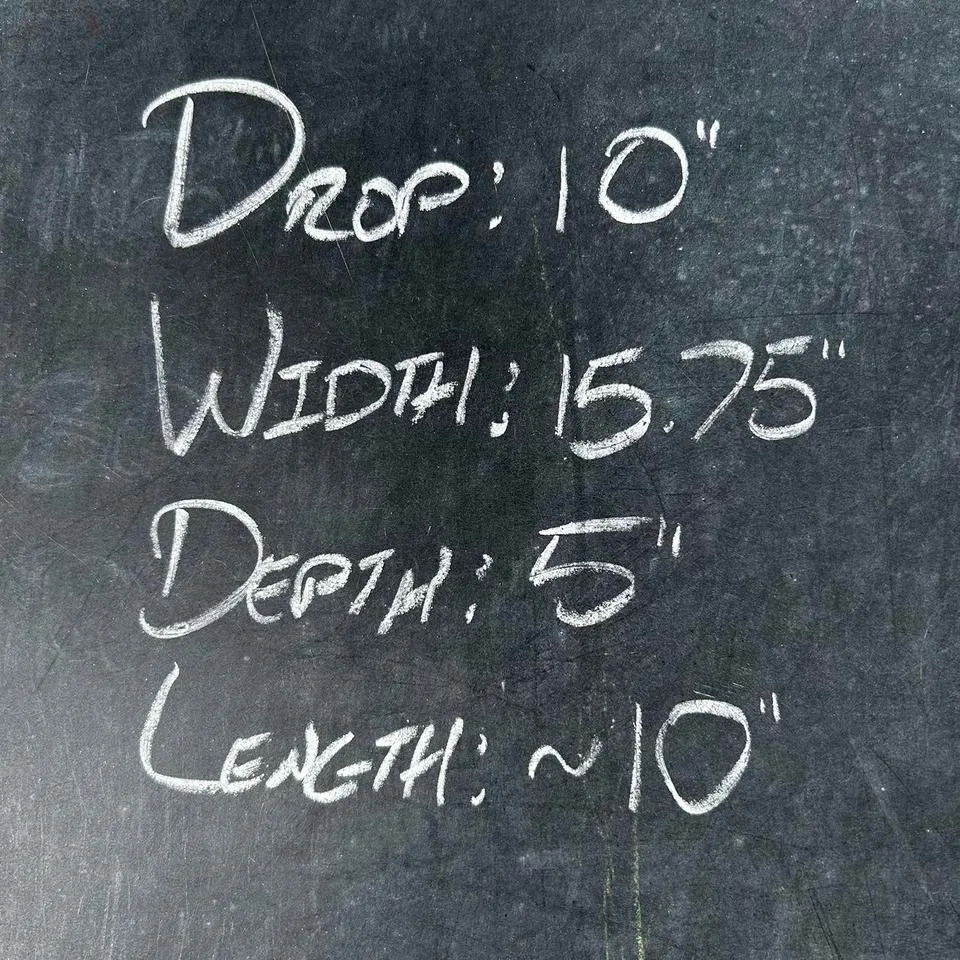 DROP: 10"
WIDTH: 15.75"
DEPTH: 5"
LENGTH: ~10"